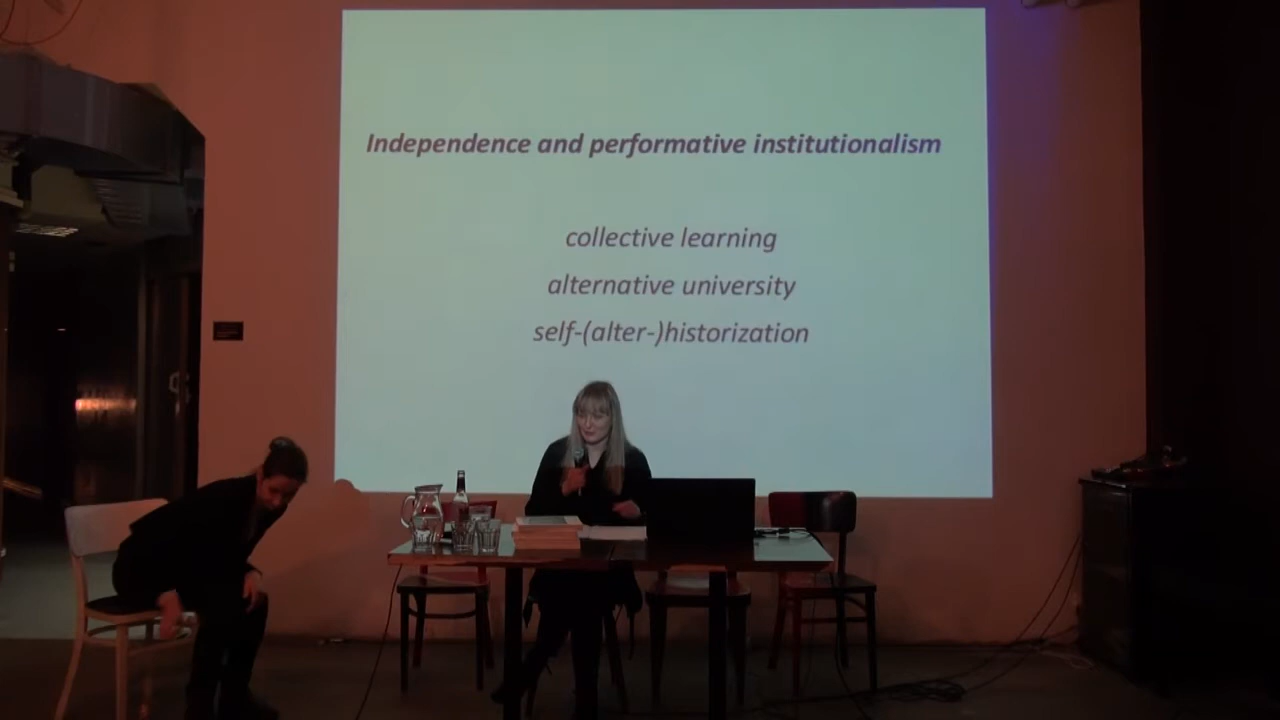 Independence and performative institutionalism
collective learning
alternative university
self-(alter-)historization